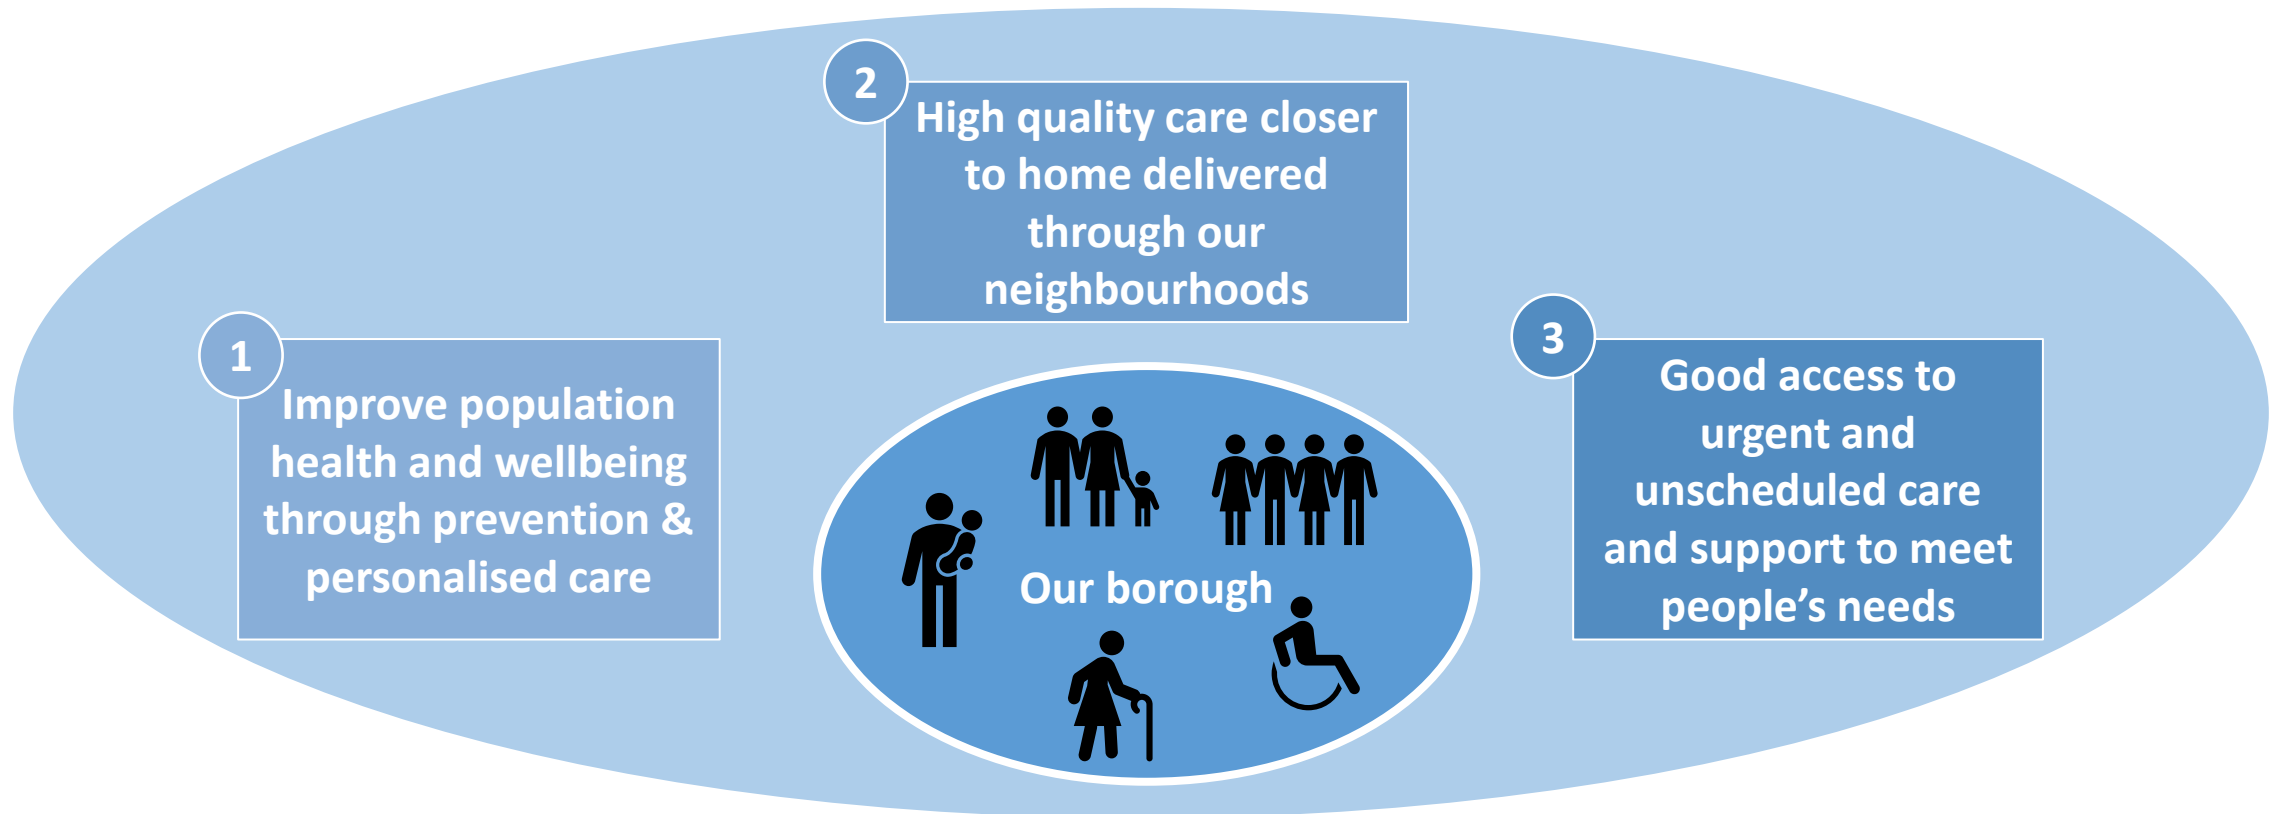 1
Improve population
health and wellbeing
through prevention &
personalised care
2
High quality care closer
to home delivered
through our
neighbourhoods
3
Good access to
urgent and
unscheduled care
and support to meet
people’s needs
Our borough